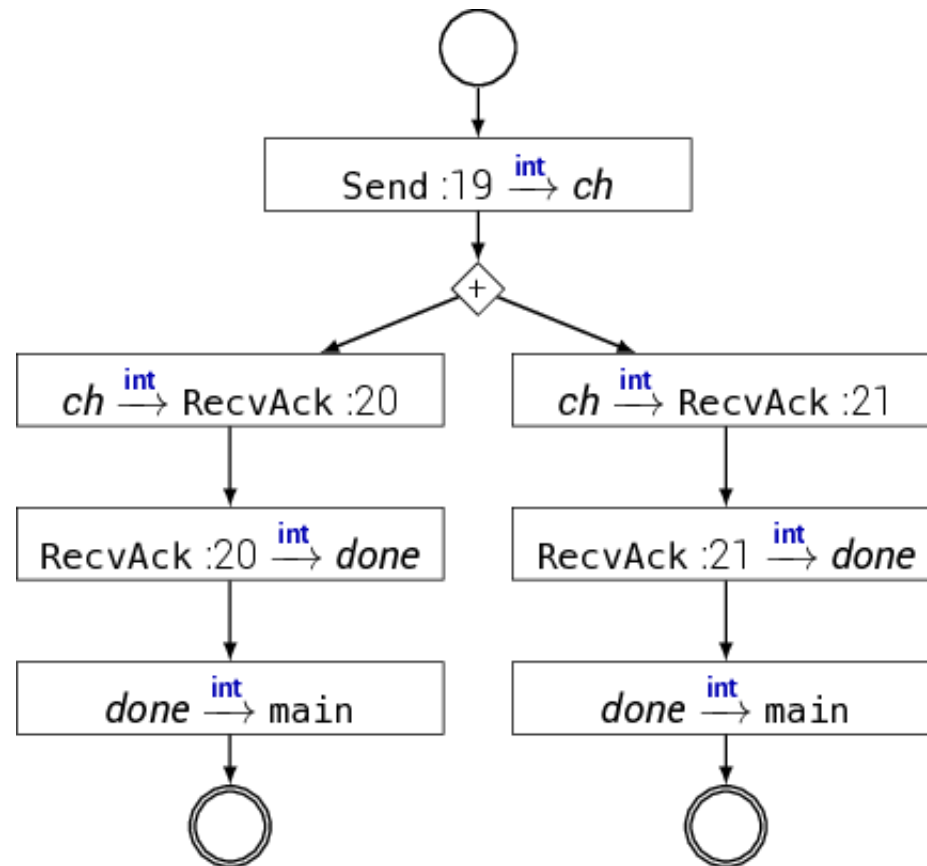 Send :19 int→ ch
+
ch int→ RecvAck :20
ch int→ RecvAck :21
RecvAck :20 int→ done
RecvAck :21 int→ done
done int→ main
done int→ main